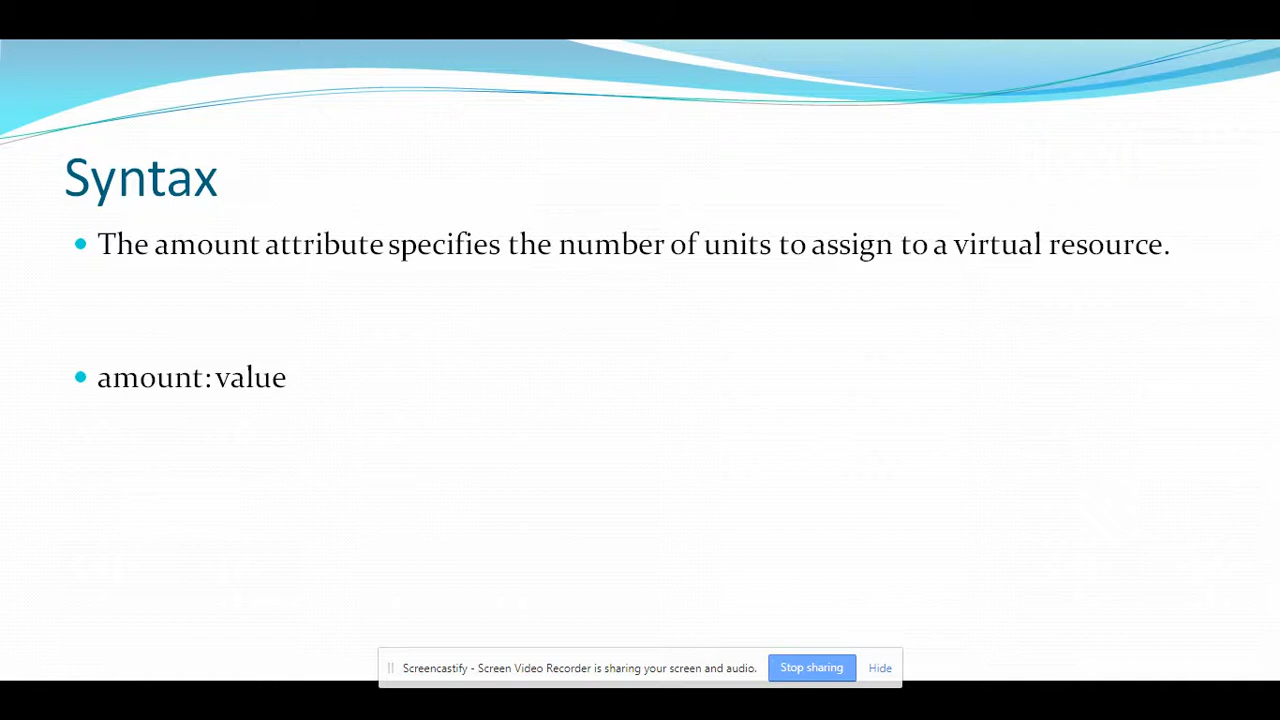 Syntax
The amount attribute specifies the number of units to assign to a virtual resource.
amount:value
Screencastify - Screen Video Recorder is sharing your screen and audio. Stop sharing Hide